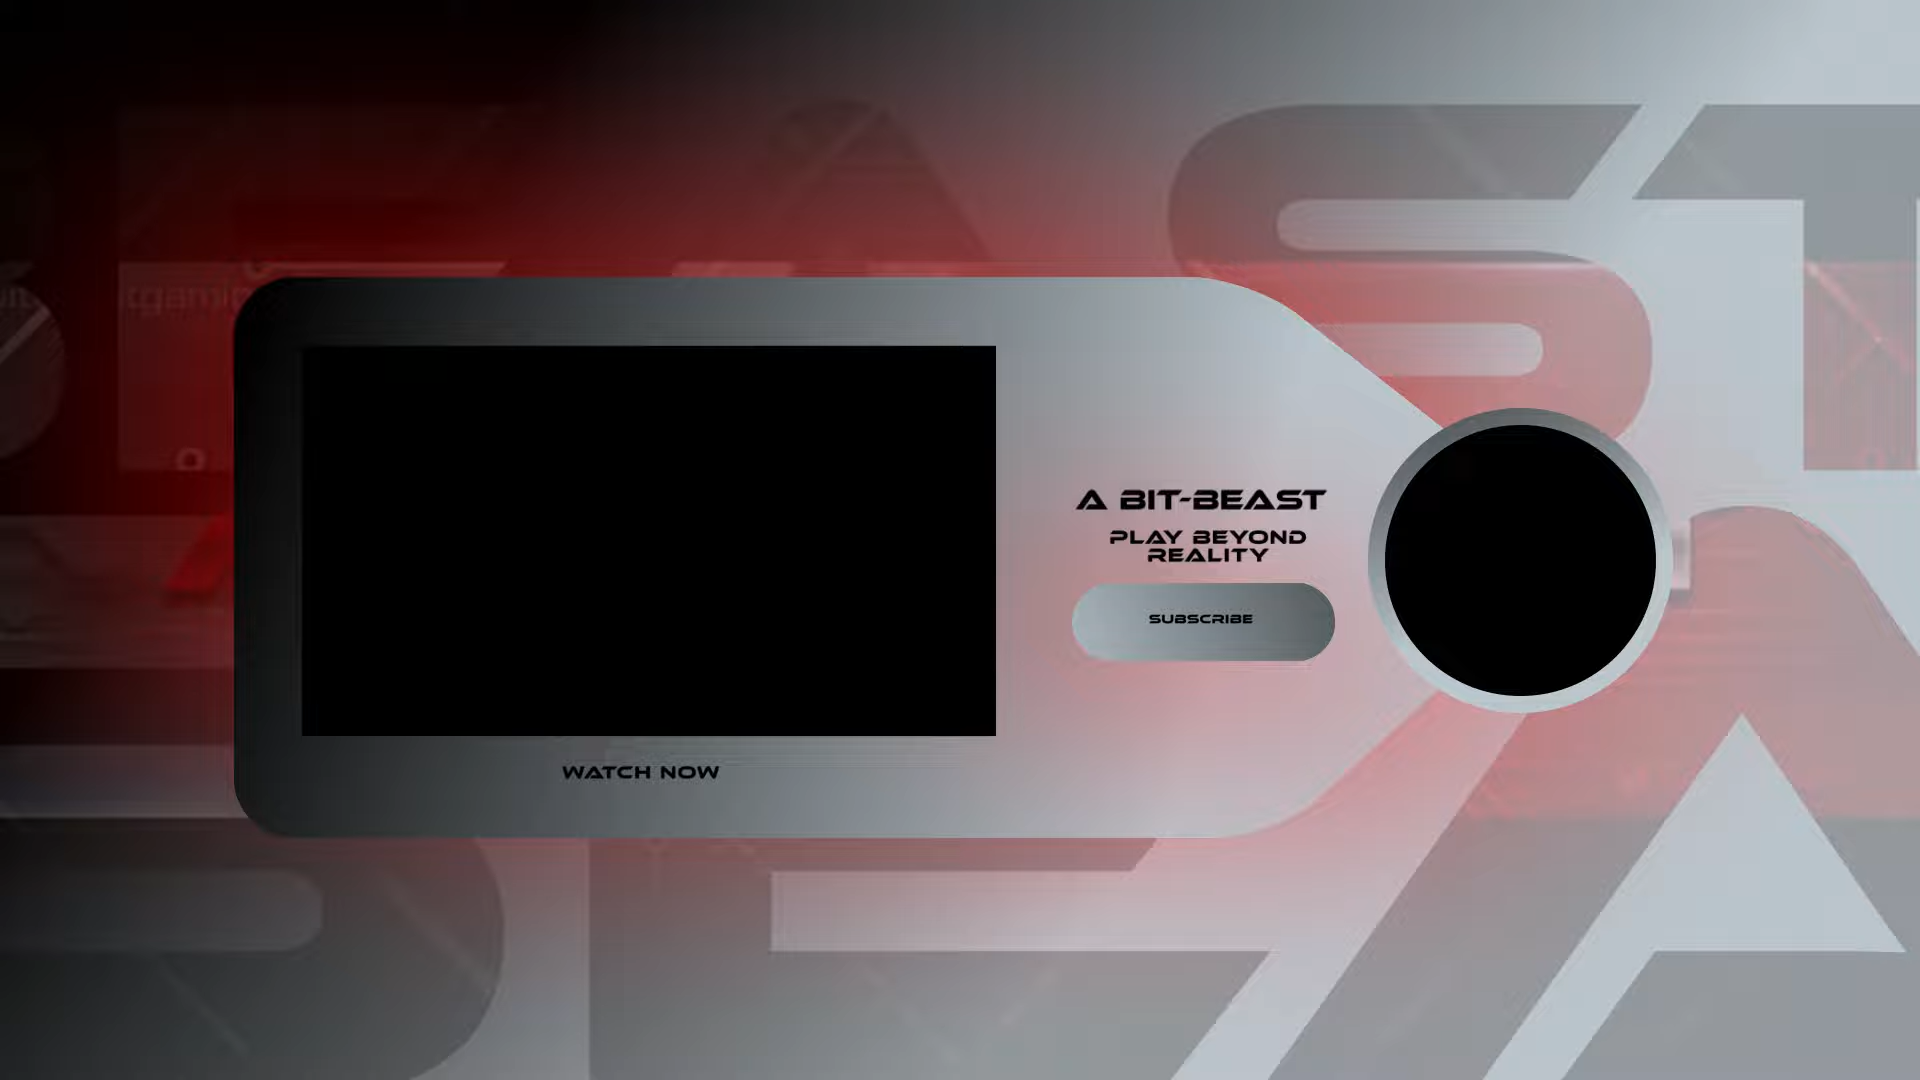 A BIT-BEAST
PLAY BEYOND
REALITY
SUBSCRIBE
WATCH NOW